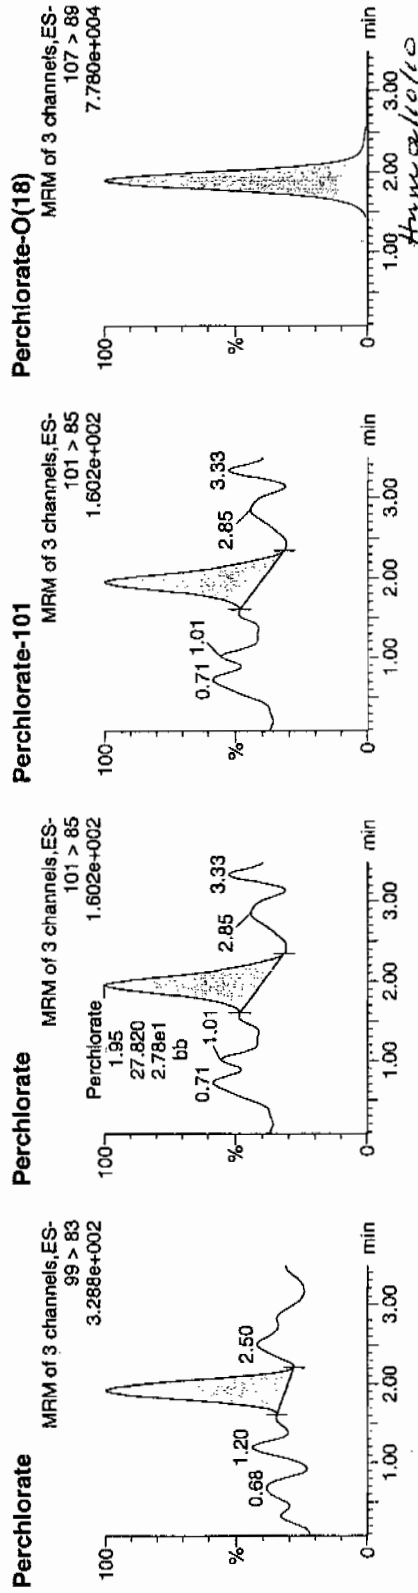 Perchlorate
MRM of 3 channels,ES-
99 > 83
3.288e+002
100
%
0
0.68
1.20
2.50
1.00
2.00
3.00
min
Perchlorate
MRM of 3 channels,ES-
101 > 85
1.602e+002
100
%
0
Perchlorate
1.95
27.820
2.78e1
bb
0.71
1.01
2.85
3.33
1.00
2.00
3.00
min
Perchlorate-101
MRM of 3 channels,ES-
101 > 85
1.602e+002
100
%
0
0.71
1.01
2.85
3.33
1.00
2.00
3.00
min
Perchlorate-O(18)
MRM of 3 channels,ES-
107 > 89
7.780e+004
100
%
0
1.00
2.00
3.00
min